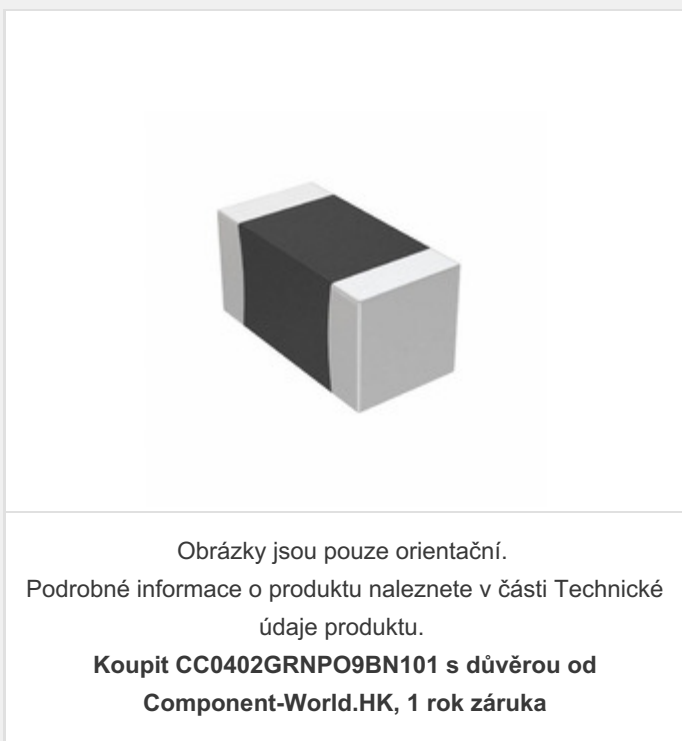 Obrázky jsou pouze orientační.
Podrobné informace o produktu naleznete v části Technické
údaje produktu.
Koupit CC0402GRNPO9BN101 s důvěrou od
Component-World.HK, 1 rok záruka